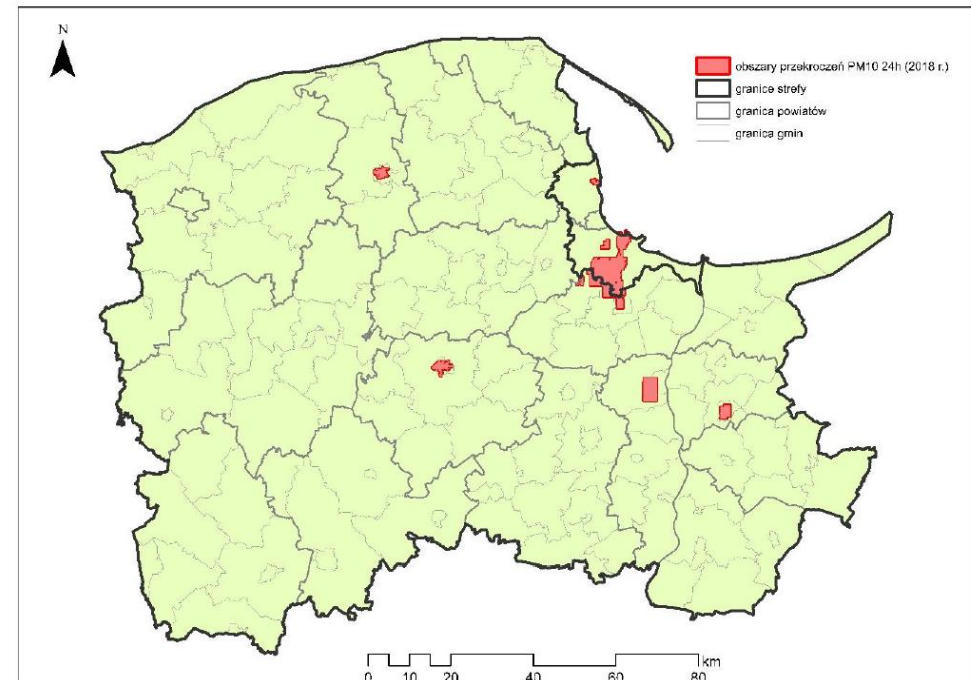 N
obszary przekroczeń PM10 24h (2018 r.)
granice strefy
granica powiatów
granica gmin
km
0 10 20 40 60 80